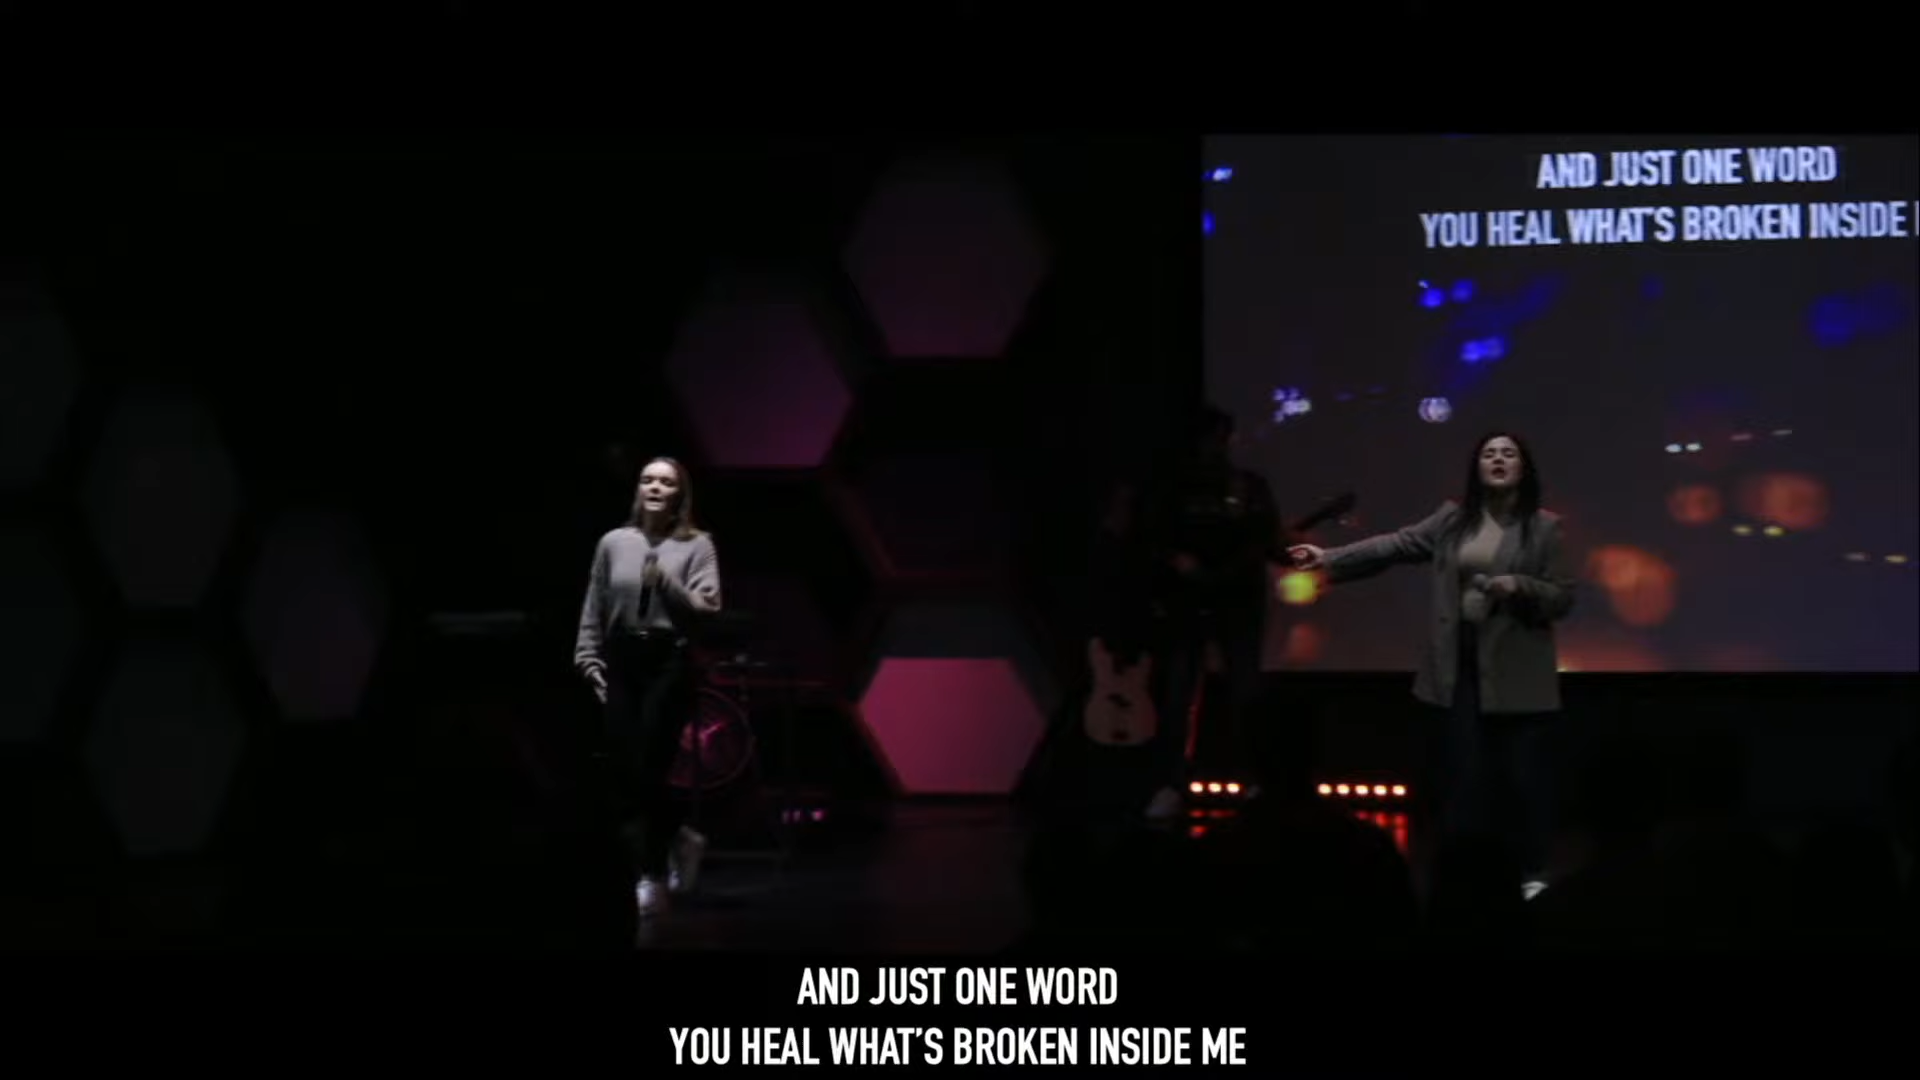 AND JUST ONE WORD
YOU HEAL WHAT'S BROKEN INSIDE
AND JUST ONE WORD
YOU HEAL WHAT'S BROKEN INSIDE ME